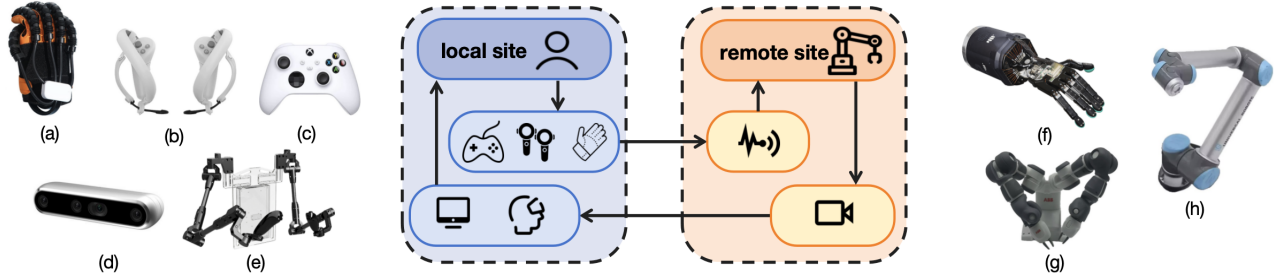 (a)
(b)
(c)
(d)
(e)
local site
remote site
(f)
(g)
(h)